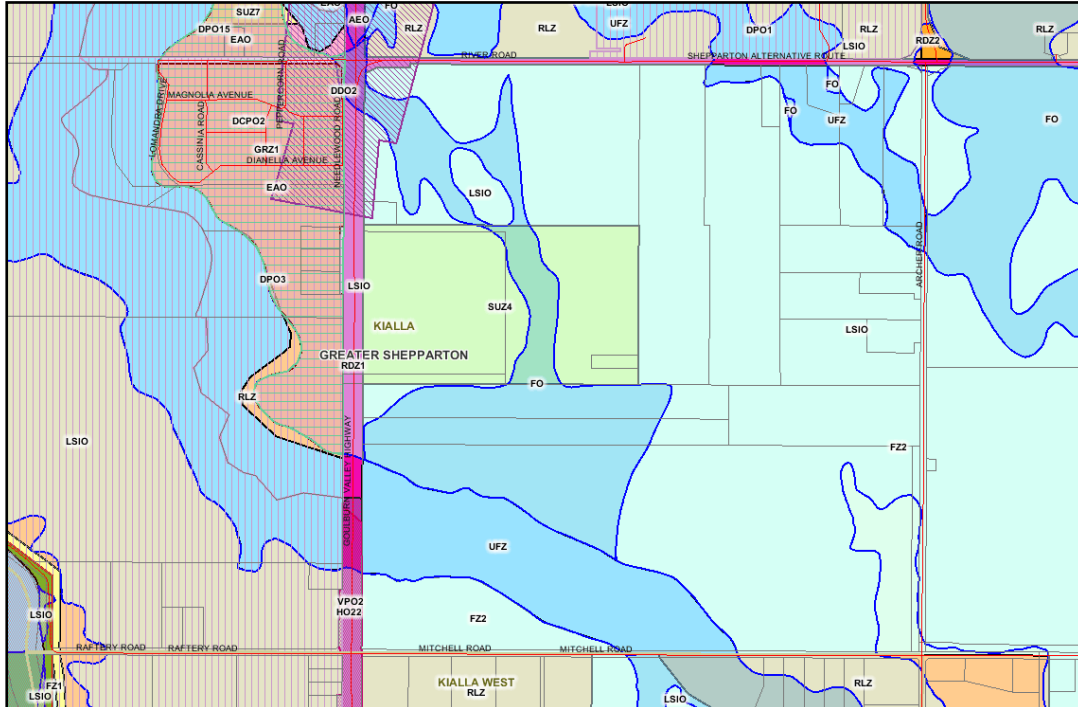 LSIO
SUZ7
EAO
AEO
FO
DPO15
EAO
RLZ
RLZ
UFZ
DPO1
RLZ
LSIO
RDZ2
RLZ
RIVER ROAD
SHEPPARTON ALTERNATIVE ROUTE
LOMANDRA DRIVE
MAGNOLIA AVENUE
PEPPERCORN ROAD
DDO2
FO
FO
UFZ
FO
CASSINIA ROAD
DCPO2
GRZ1
DIANELLA AVENUE
NEEDLEWOOD ROAD
EAO
LSIO
ARCHER ROAD
DPO3
LSIO
SUZ4
KIALLA
LSIO
GREATER SHEPPARTON
RDZ1
FO
RLZ
LSIO
GOULBURN VALLEY HIGHWAY
FZ2
UFZ
VPO2
HO22
LSIO
FZ2
RAFTERY ROAD
RAFTERY ROAD
MITCHELL ROAD
MITCHELL ROAD
FZ1
LSIO
KIALLA WEST
RLZ
LSIO
RLZ